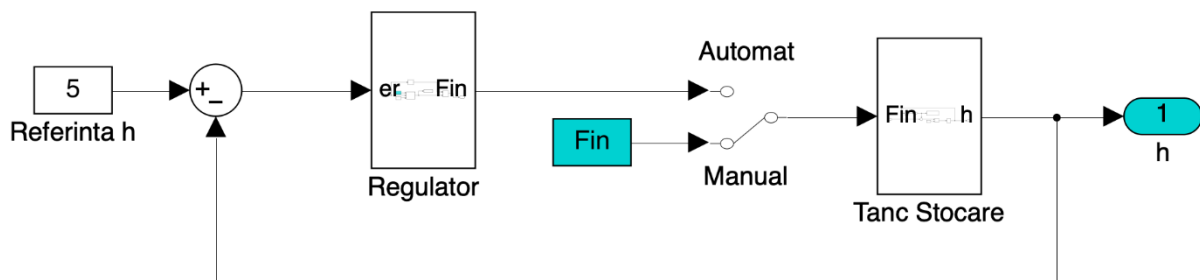 5
Referinta h
+
−
er Fin
Regulator
Automat
Fin
Manual
Fin h
Tanc Stocare
1
h